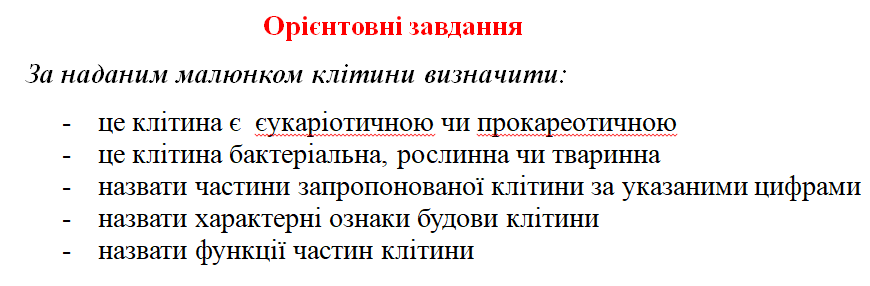 Орієнтовні завдання
За наданим малюнком клітини визначити:
- це клітина є єукаріотичною чи прокареотичною
- це клітина бактеріальна, рослинна чи тваринна
- назвати частини запропонованої клітини за указаними цифрами
- назвати характерні ознаки будови клітини
- назвати функції частин клітини